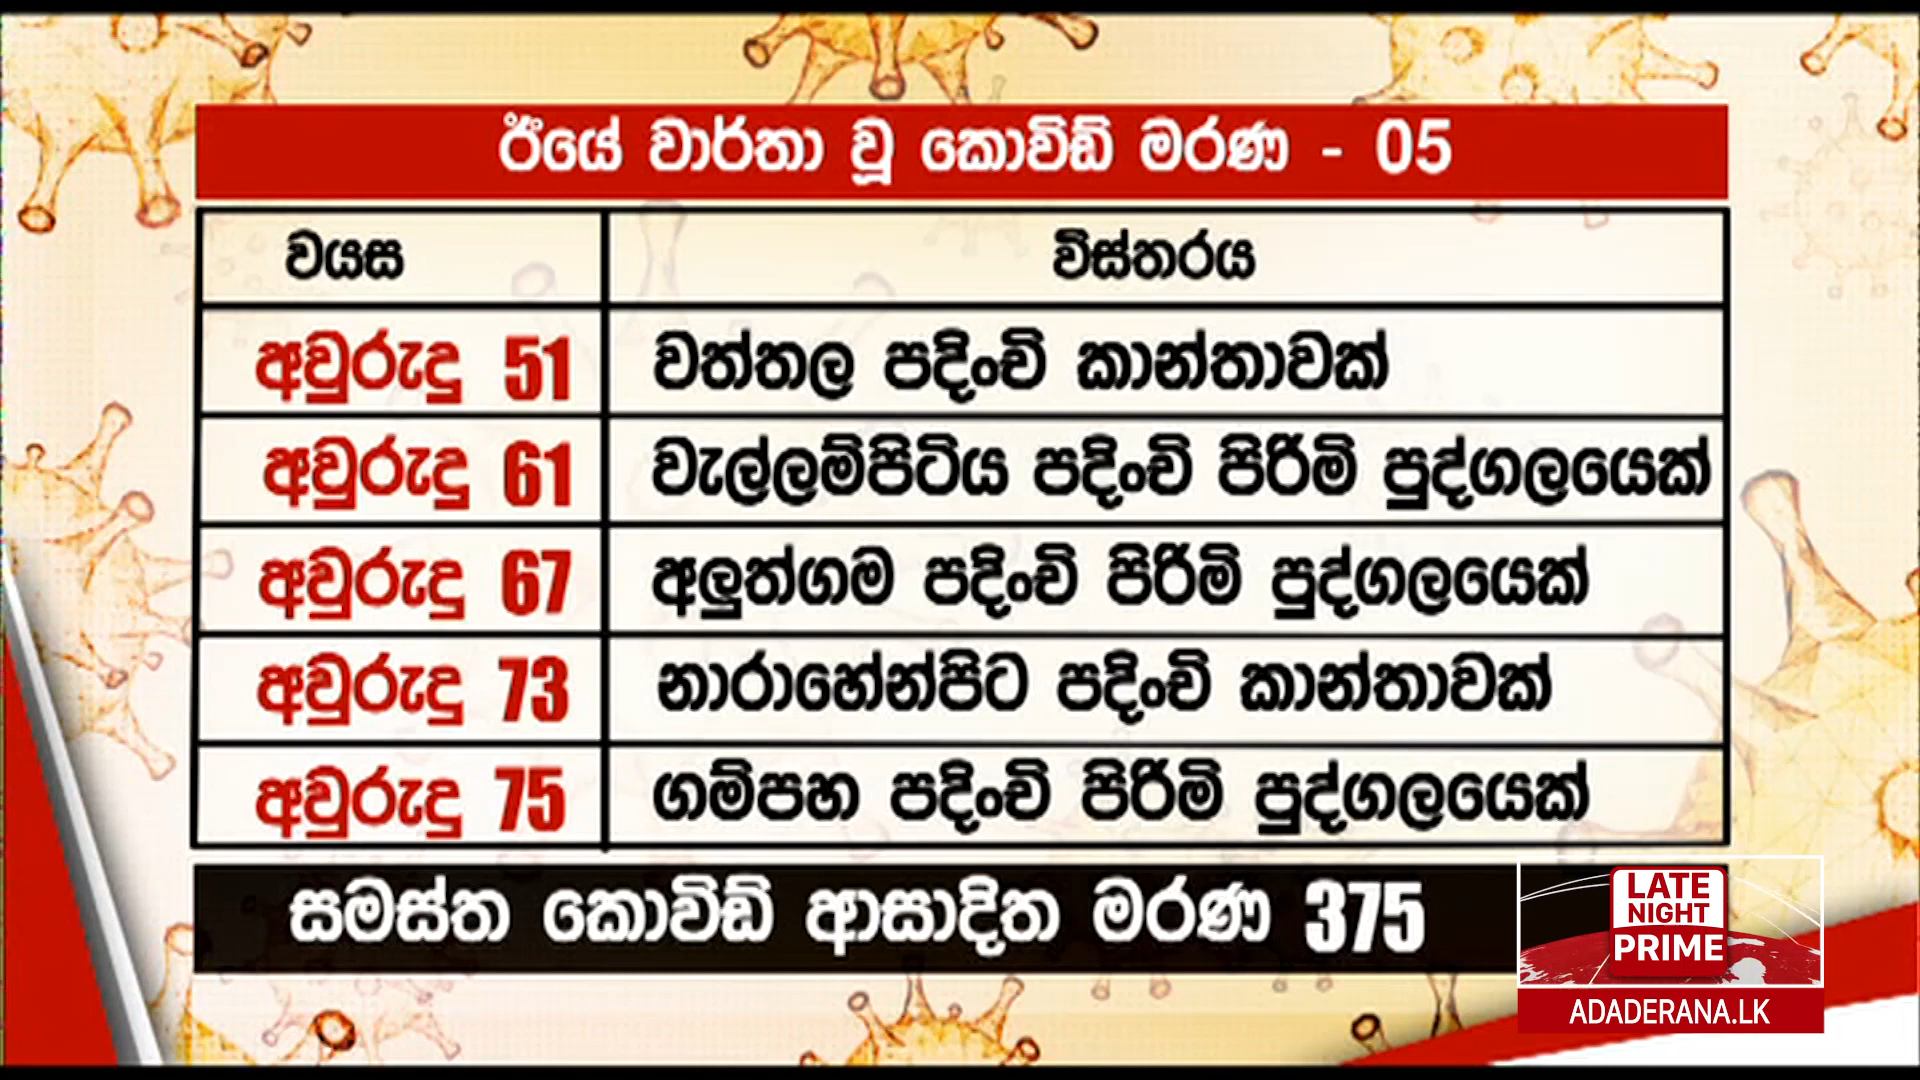 ඊයේ වාර්තා වූ කොවිඩ් මරණ - 05
වයස විස්තරය
අවුරුදු 51 වත්තල පදිංචි කාන්තාවක්
අවුරුදු 61 වැල්ලම්පිටිය පදිංචි පිරිමි පුද්ගලයෙක්
අවුරුදු 67 අලුත්ගම පදිංචි පිරිමි පුද්ගලයෙක්
අවුරුදු 73 නාරාහේන්පිට පදිංචි කාන්තාවක්
අවුරුදු 75 ගම්පහ පදිංචි පිරිමි පුද්ගලයෙක්
සමස්ත කොවිඩ් ආසාදිත මරණ 375
LATE
NIGHT
PRIME
ADADERANA.LK